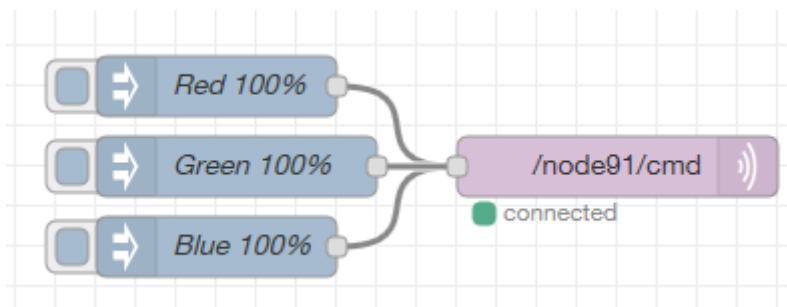 Red 100%
Green 100%
/node91/cmd
connected
Blue 100%